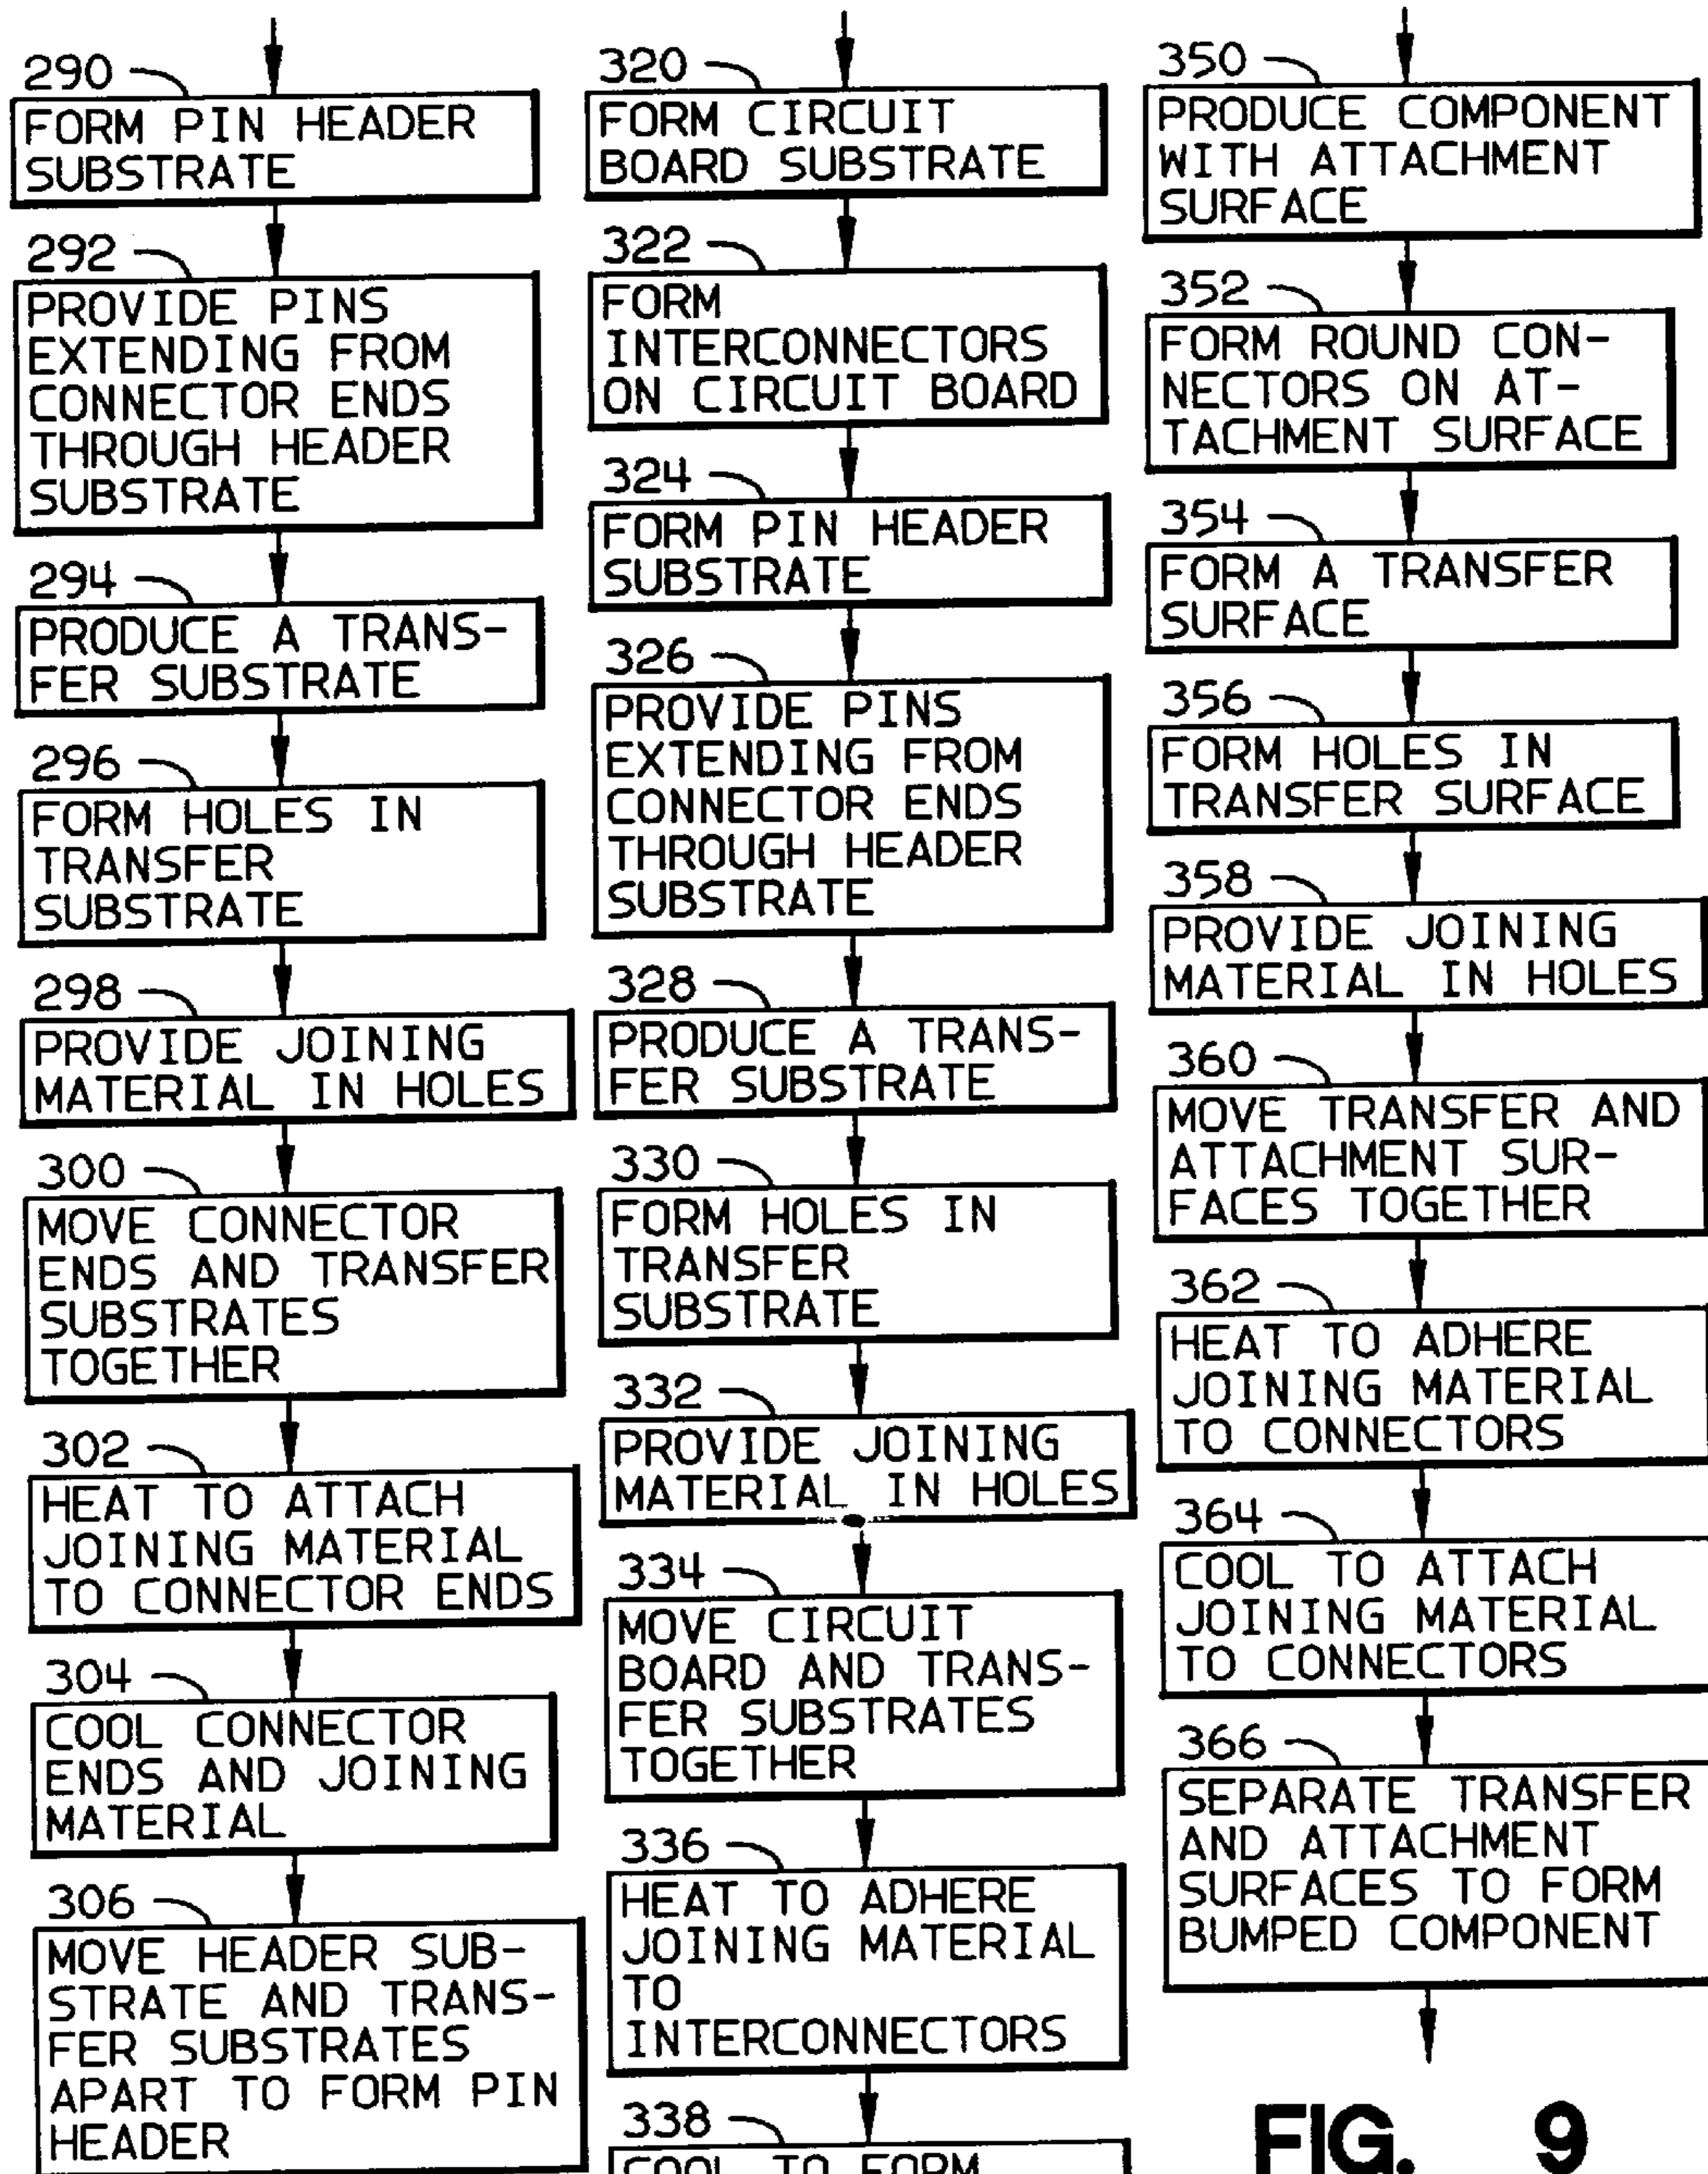 290
FORM PIN HEADER
SUBSTRATE
292
PROVIDE PINS
EXTENDING FROM
CONNECTOR ENDS
THROUGH HEADER
SUBSTRATE
294
PRODUCE A TRANS-
FER SUBSTRATE
296
FORM HOLES IN
TRANSFER
SUBSTRATE
298
PROVIDE JOINING
MATERIAL IN HOLES
300
MOVE CONNECTOR
ENDS AND TRANSFER
SUBSTRATES
TOGETHER
302
HEAT TO ATTACH
JOINING MATERIAL
TO CONNECTOR ENDS
304
COOL CONNECTOR
ENDS AND JOINING
MATERIAL
306
MOVE HEADER SUB-
STRATE AND TRANS-
FER SUBSTRATES
APART TO FORM PIN
HEADER
320
FORM CIRCUIT
BOARD SUBSTRATE
322
FORM
INTERCONNECTORS
ON CIRCUIT BOARD
324
FORM PIN HEADER
SUBSTRATE
326
PROVIDE PINS
EXTENDING FROM
CONNECTOR ENDS
THROUGH HEADER
SUBSTRATE
328
PRODUCE A TRANS-
FER SUBSTRATE
330
FORM HOLES IN
TRANSFER
SUBSTRATE
332
PROVIDE JOINING
MATERIAL IN HOLES
334
MOVE CIRCUIT
BOARD AND TRANS-
FER SUBSTRATES
TOGETHER
336
HEAT TO ADHERE
JOINING MATERIAL
TO
INTERCONNECTORS
338
COOL TO FORM
350
PRODUCE COMPONENT
WITH ATTACHMENT
SURFACE
352
FORM ROUND CON-
NECTORS ON AT-
TACHMENT SURFACE
354
FORM A TRANSFER
SURFACE
356
FORM HOLES IN
TRANSFER SURFACE
358
PROVIDE JOINING
MATERIAL IN HOLES
360
MOVE TRANSFER AND
ATTACHMENT SUR-
FACES TOGETHER
362
HEAT TO ADHERE
JOINING MATERIAL
TO CONNECTORS
364
COOL TO ATTACH
JOINING MATERIAL
TO CONNECTORS
366
SEPARATE TRANSFER
AND ATTACHMENT
SURFACES TO FORM
BUMPED COMPONENT
FIG. 9